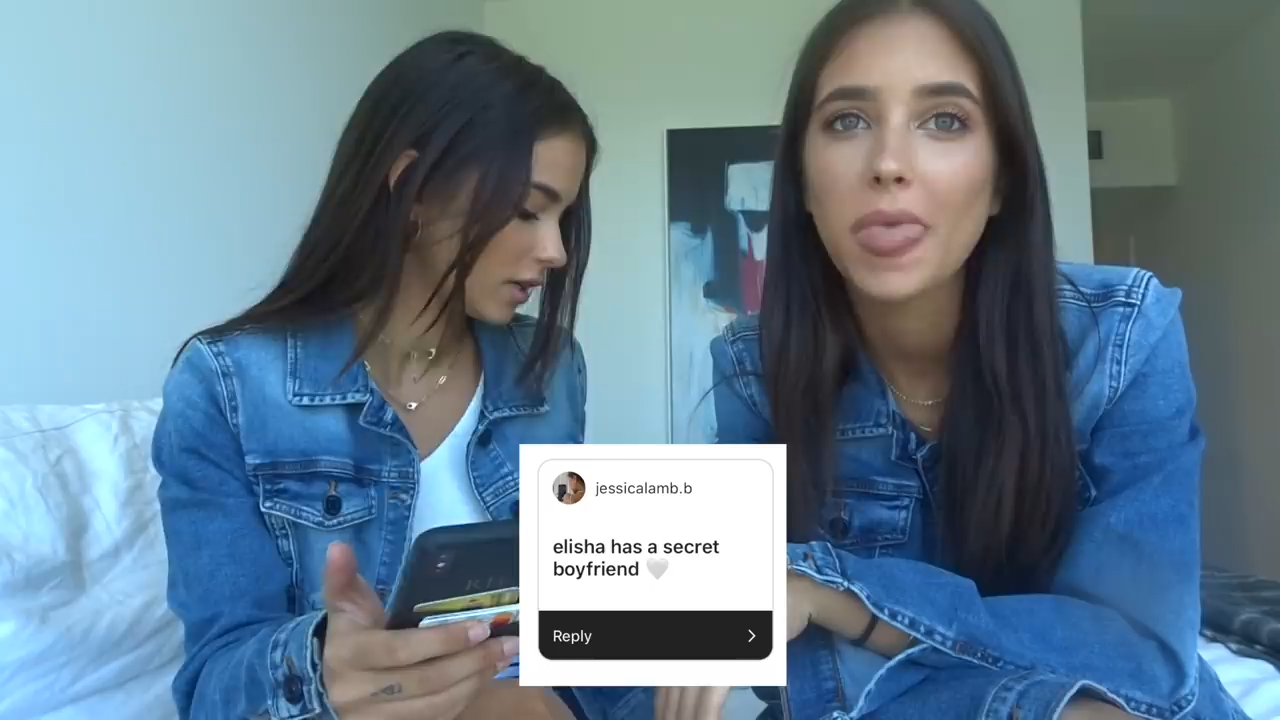 jessicalamb.b
elisha has a secret
boyfriend 🤍
Reply